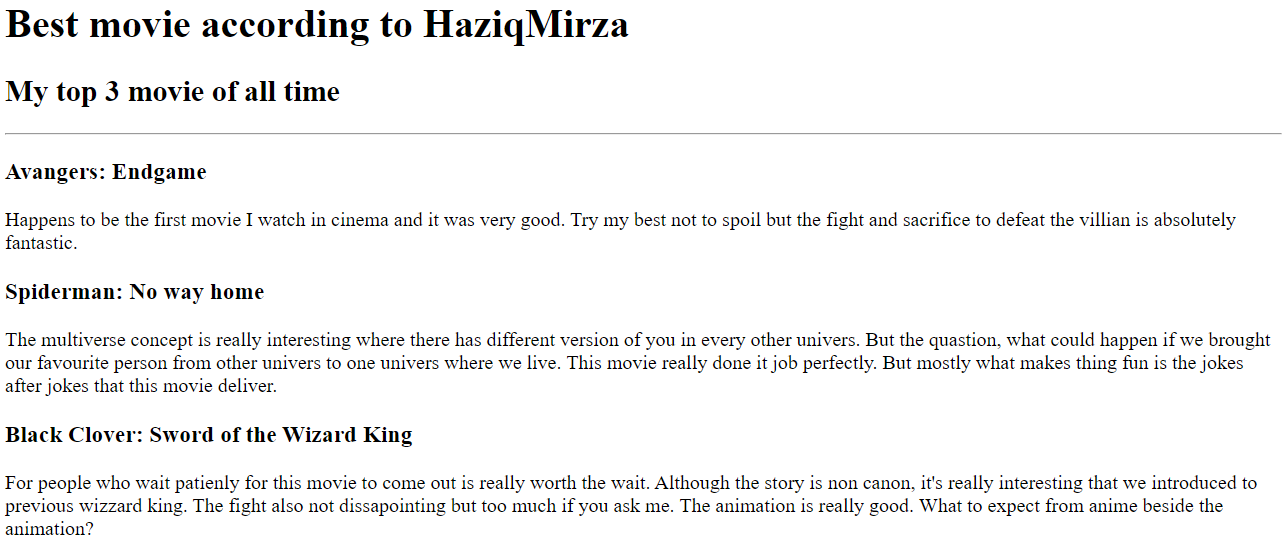 Best movie according to HaziqMirza
My top 3 movie of all time
Avangers: Endgame
Happens to be the first movie I watch in cinema and it was very good. Try my best not to spoil but the fight and sacrifice to defeat the villian is absolutely
fantastic.
Spiderman: No way home
The multiverse concept is really interesting where there has different version of you in every other univers. But the quastion, what could happen if we brought
our favourite person from other univers to one univers where we live. This movie really done it job perfectly. But mostly what makes thing fun is the jokes
after jokes that this movie deliver.
Black Clover: Sword of the Wizard King
For people who wait patienly for this movie to come out is really worth the wait. Although the story is non canon, it's really interesting that we introduced to
previous wizzard king. The fight also not dissapointing but too much if you ask me. The animation is really good. What to expect from anime beside the
animation?